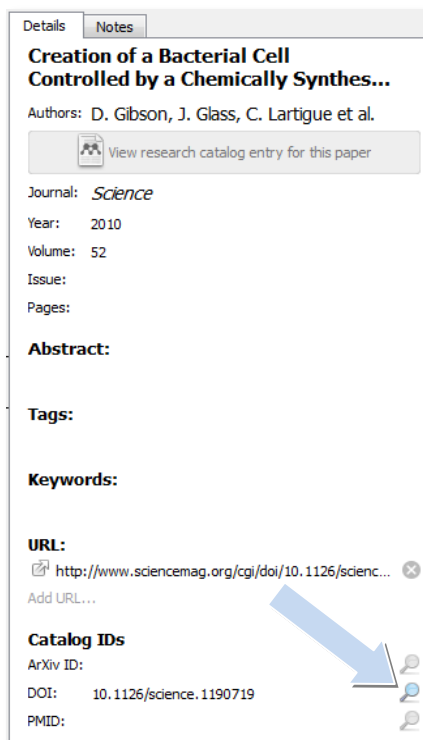 Details Notes
Creation of a Bacterial Cell
Controlled by a Chemically Synthes...
Authors: D. Gibson, J. Glass, C. Lartigue et al.
View research catalog entry for this paper
Journal: Science
Year: 2010
Volume: 52
Issue:
Pages:
Abstract:
Tags:
Keywords:
URL:
http://www.sciencemag.org/cgi/doi/10.1126/scienc...
Add URL...
Catalog IDs
ArXiv ID:
DOI: 10.1126/science.1190719
PMID: